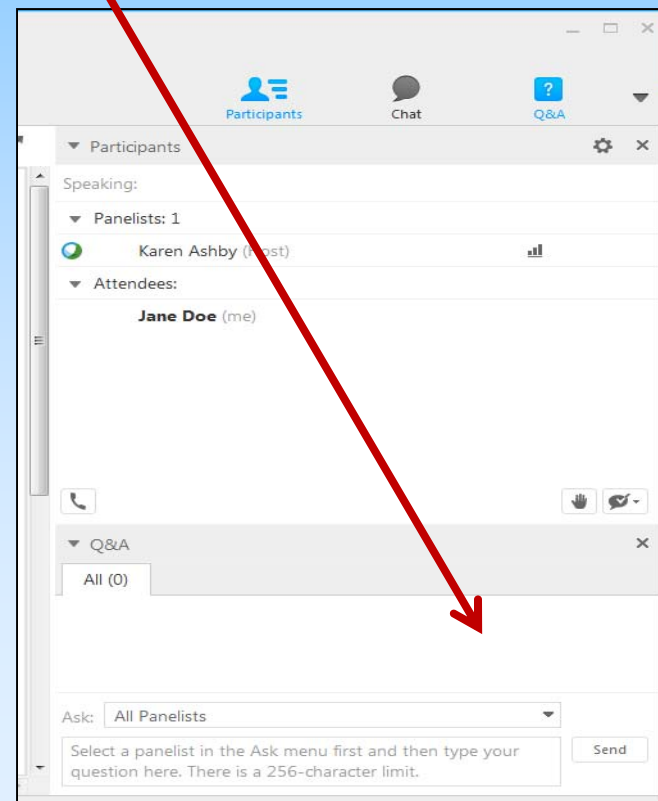 Participants
Chat
Q&A
Participants
Speaking:
Panelists: 1
Karen Ashby (Host)
Attendees:
Jane Doe (me)
Q&A
All (0)
Ask: All Panelists
Select a panelist in the Ask menu first and then type your
question here. There is a 256-character limit.
Send